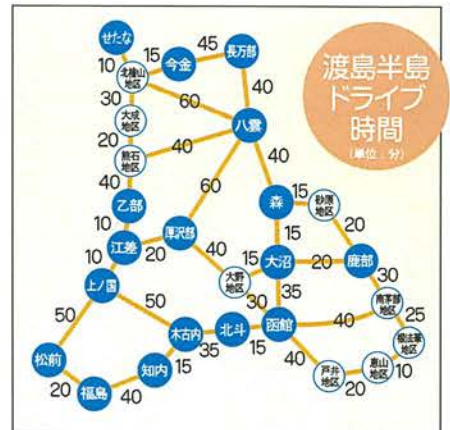 渡島半島
ドライブ
時間
(単位：分)
せたな
10
15
今金
45
長万部
北檜山
地区
30
60
40
大成
地区
八雲
20
熊石
地区
40
40
40
60
乙部
森
15
砂原
地区
10
厚沢部
15
20
江差
20
40
15
大沼
20
鹿部
10
大野
地区
30
上ノ国
30
35
南茅部
地区
50
50
木古内
35
北斗
15
函館
40
25
椴法華
地区
松前
15
40
10
恵山
地区
20
知内
戸井
地区
20
福島
40